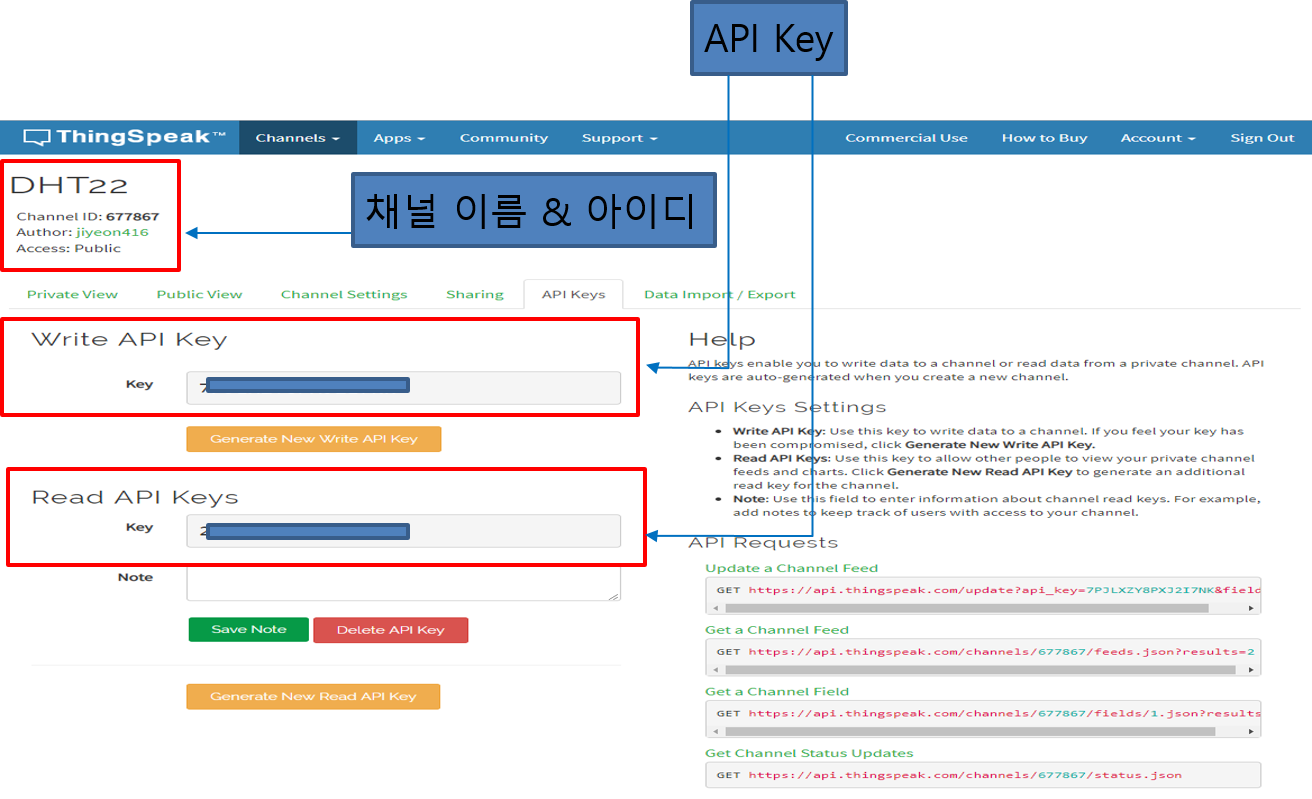 API Key
ThingSpeak™ Channels Apps Community Support Commercial Use How to Buy Account Sign Out
DHT22
채널 이름 & 아이디
Channel ID: 677867
Author: jiyeon416
Access: Public
Private View Public View Channel Settings Sharing API Keys Data Import / Export
Write API Key
Key
Generate New Write API Key
Read API Keys
Key
Note
Save Note Delete API Key
Generate New Read API Key
Help
API keys enable you to write data to a channel or read data from a private channel. API
keys are auto-generated when you create a new channel.
API Keys Settings
• Write API Key: Use this key to write data to a channel. If you feel your key has
been compromised, click Generate New Write API Key.
• Read API Keys: Use this key to allow other people to view your private channel
feeds and charts. Click Generate New Read API Key to generate an additional
read key for the channel.
• Note: Use this field to enter information about channel read keys. For example,
add notes to keep track of users with access to your channel.
API Requests
Update a Channel Feed
GET https://api.thingspeak.com/update?api_key=7PJLXZY8PXJ2I7NK&field
Get a Channel Feed
GET https://api.thingspeak.com/channels/677867/feeds.json?results=2
Get a Channel Field
GET https://api.thingspeak.com/channels/677867/fields/1.json?results
Get Channel Status Updates
GET https://api.thingspeak.com/channels/677867/status.json